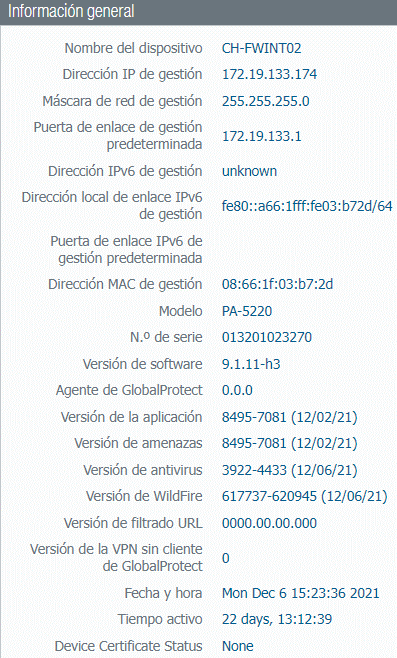 Información general
Nombre del dispositivo CH-FWINT02
Dirección IP de gestión 172.19.133.174
Máscara de red de gestión 255.255.255.0
Puerta de enlace de gestión
predeterminada 172.19.133.1
Dirección IPv6 de gestión unknown
Dirección local de enlace IPv6
de gestión fe80::a66:1fff:fe03:b72d/64
Puerta de enlace IPv6 de
gestión predeterminada
Dirección MAC de gestión 08:66:1f:03:b7:2d
Modelo PA-5220
N.º de serie 013201023270
Versión de software 9.1.11-h3
Agente de GlobalProtect 0.0.0
Versión de la aplicación 8495-7081 (12/02/21)
Versión de amenazas 8495-7081 (12/02/21)
Versión de antivirus 3922-4433 (12/06/21)
Versión de WildFire 617737-620945 (12/06/21)
Versión de filtrado URL 0000.00.00.000
Versión de la VPN sin cliente
de GlobalProtect 0
Fecha y hora Mon Dec 6 15:23:36 2021
Tiempo activo 22 days, 13:12:39
Device Certificate Status None